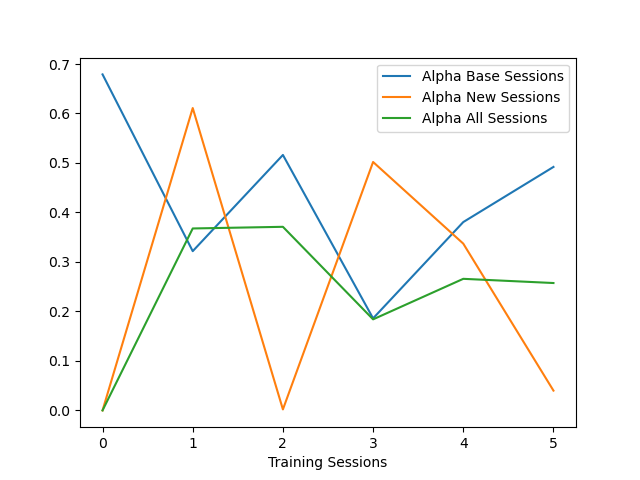 0.7
0.6
0.5
0.4
0.3
0.2
0.1
0.0
Alpha Base Sessions
Alpha New Sessions
Alpha All Sessions
0 1 2 3 4 5
Training Sessions